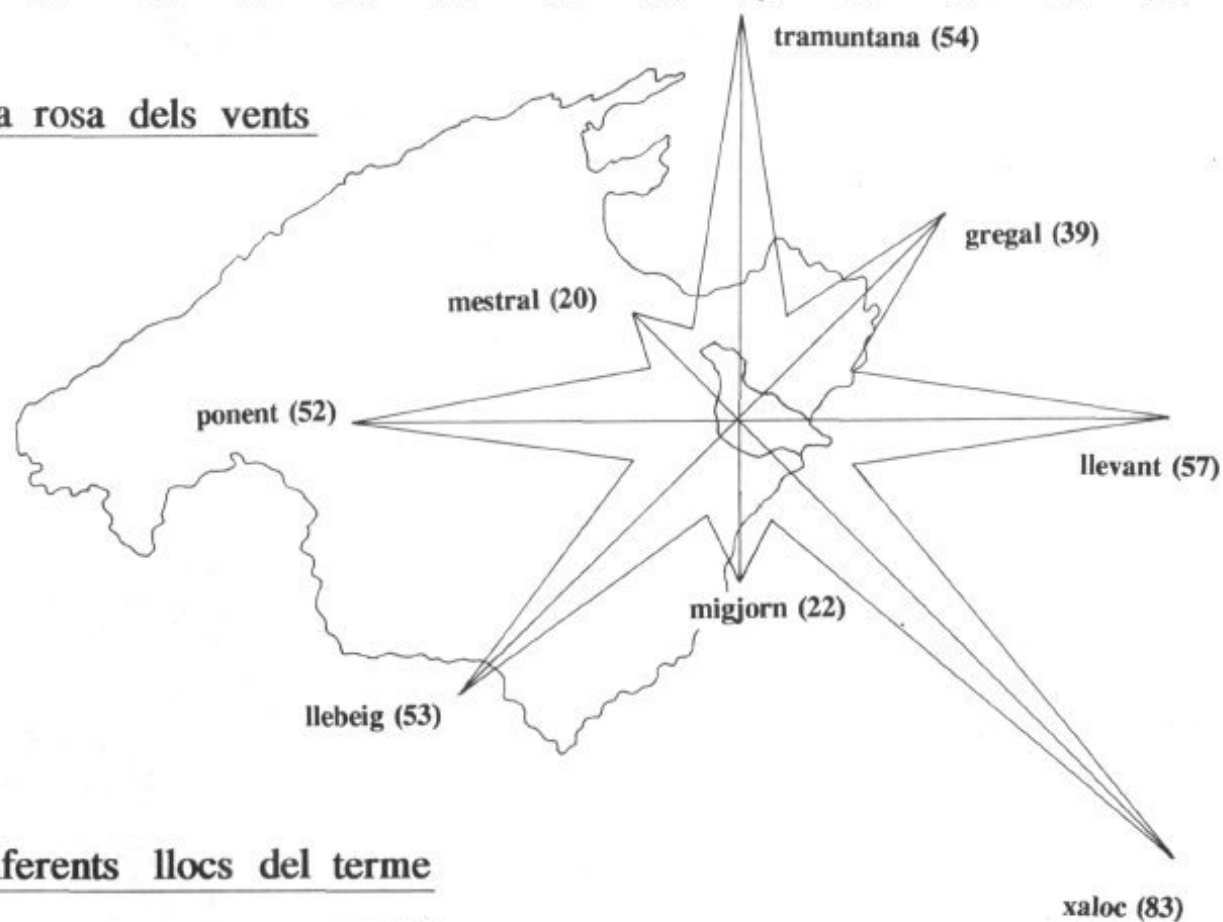 tramuntana (54)
a rosa dels vents
gregal (39)
mestral (20)
ponent (52)
llevant (57)
migjorn (22)
llebeig (53)
ferents llocs del terme
xaloc (83)